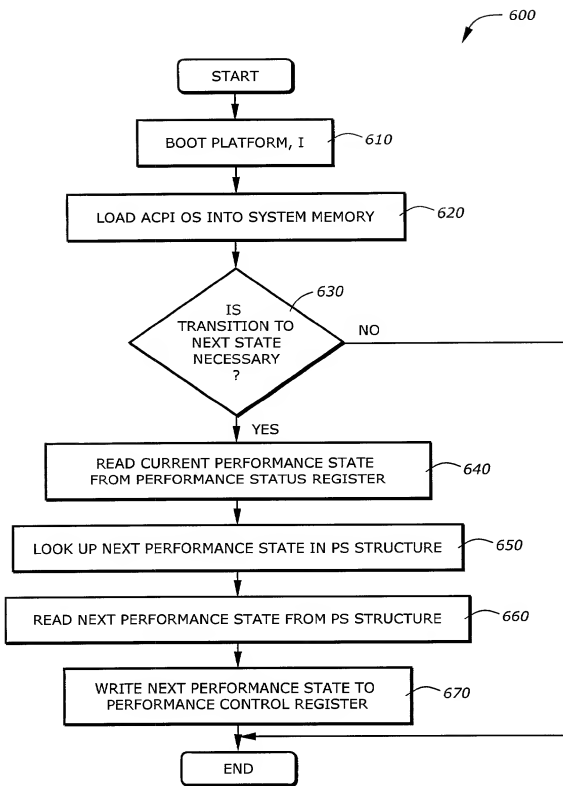 600
START
BOOT PLATFORM, I
610
LOAD ACPI OS INTO SYSTEM MEMORY
620
630
IS
TRANSITION TO
NEXT STATE
NECESSARY
?
NO
YES
READ CURRENT PERFORMANCE STATE
FROM PERFORMANCE STATUS REGISTER
640
LOOK UP NEXT PERFORMANCE STATE IN PS STRUCTURE
650
READ NEXT PERFORMANCE STATE FROM PS STRUCTURE
660
WRITE NEXT PERFORMANCE STATE TO
PERFORMANCE CONTROL REGISTER
670
END